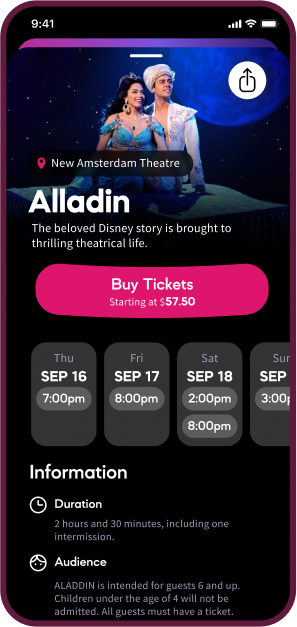 9:41
New Amsterdam Theatre
Alladin
The beloved Disney story is brought to
thrilling theatrical life.
Buy Tickets
Starting at $57.50
Thu
SEP 16
7:00pm
Fri
SEP 17
8:00pm
Sat
SEP 18
2:00pm
8:00pm
Sun
SEP
3:00p
Information
Duration
2 hours and 30 minutes, including one
intermission.
Audience
ALADDIN is intended for guests 6 and up.
Children under the age of 4 will not be
admitted. All guests must have a ticket.